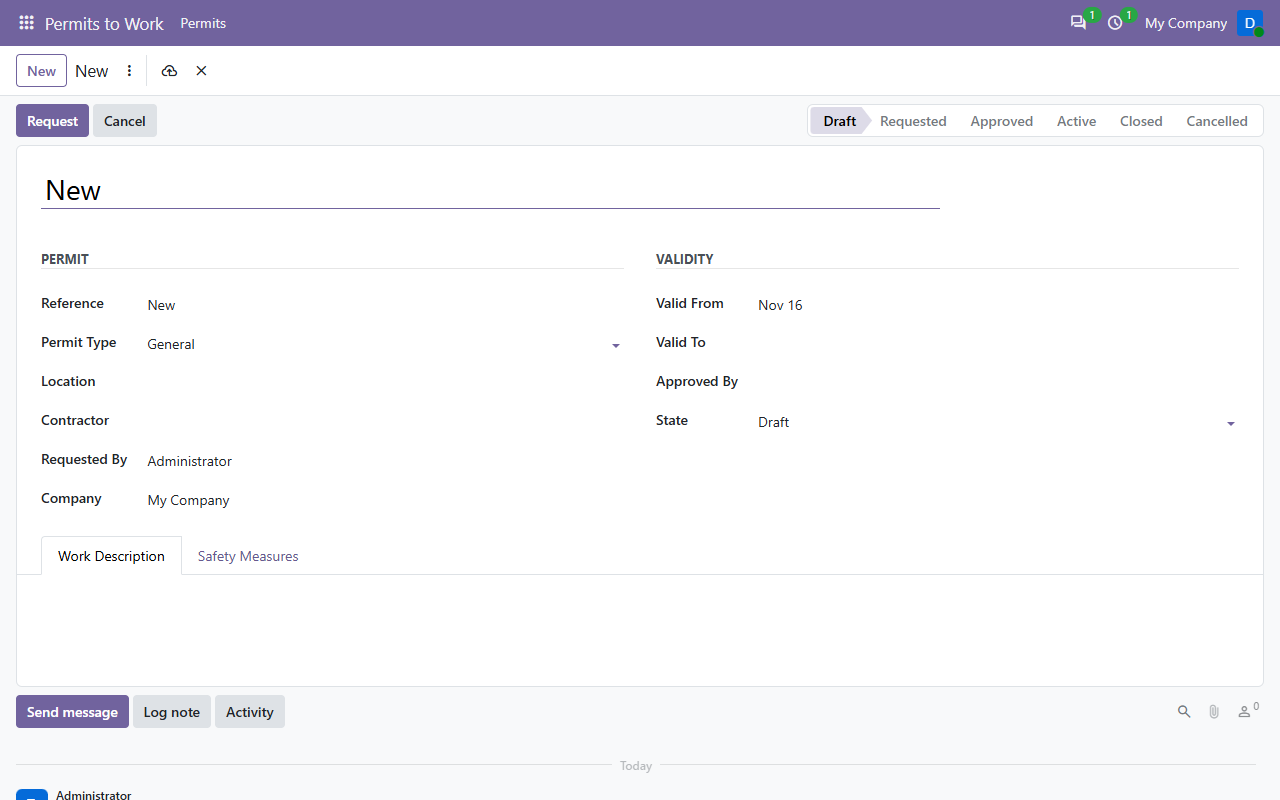 Permits to Work Permits 1 1 My Company D
New New
Request Cancel Draft Requested Approved Active Closed Cancelled
New
PERMIT VALIDITY
Reference New Valid From Nov 16
Permit Type General Valid To
Location Approved By
Contractor State Draft
Requested By Administrator
Company My Company
Work Description Safety Measures
Send message Log note Activity 0
Today
Administrator